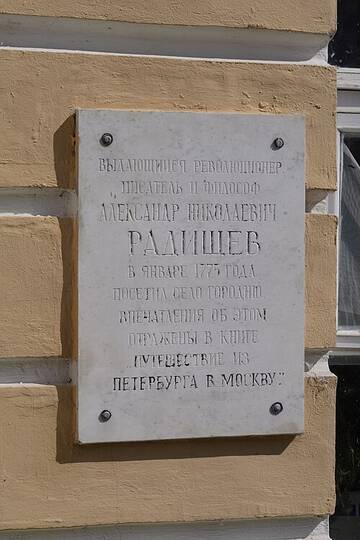 ВЫДАЮЩИЙСЯ РЕВОЛЮЦИОНЕР
ПИСАТЕЛЬ И ФИЛОСОФ
АЛЕКСАНДР НИКОЛАЕВИЧ
РАДИЩЕВ
В ЯНВАРЕ 1775 ГОДА
ПОСЕТИЛ СЕЛО ГОРОДНЮ
ВПЕЧАТЛЕНИЯ ОБ ЭТОМ
ОТРАЖЕНЫ В КНИГЕ
"ПУТЕШЕСТВИЕ ИЗ
ПЕТЕРБУРГА В МОСКВУ."